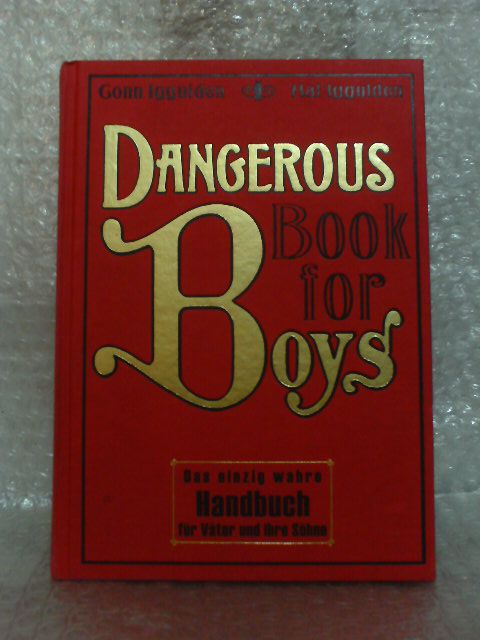 Conn Iggulden Hal Iggulden
DANGEROUS
Book
for
Boys
Das einzig wahre
Handbuch
für Väter und ihre Söhne